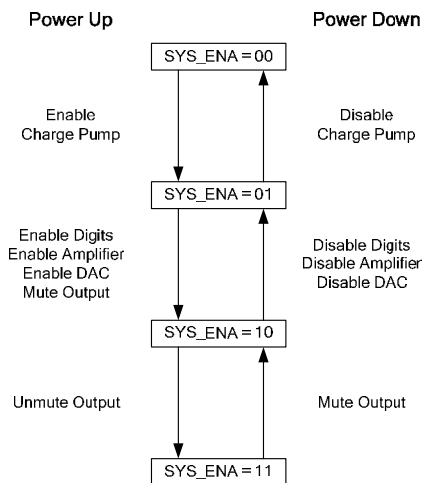 Power Up
Power Down
SYS_ENA = 00
Enable
Charge Pump
Disable
Charge Pump
SYS_ENA = 01
Enable Digits
Enable Amplifier
Enable DAC
Mute Output
Disable Digits
Disable Amplifier
Disable DAC
SYS_ENA = 10
Unmute Output
Mute Output
SYS_ENA = 11